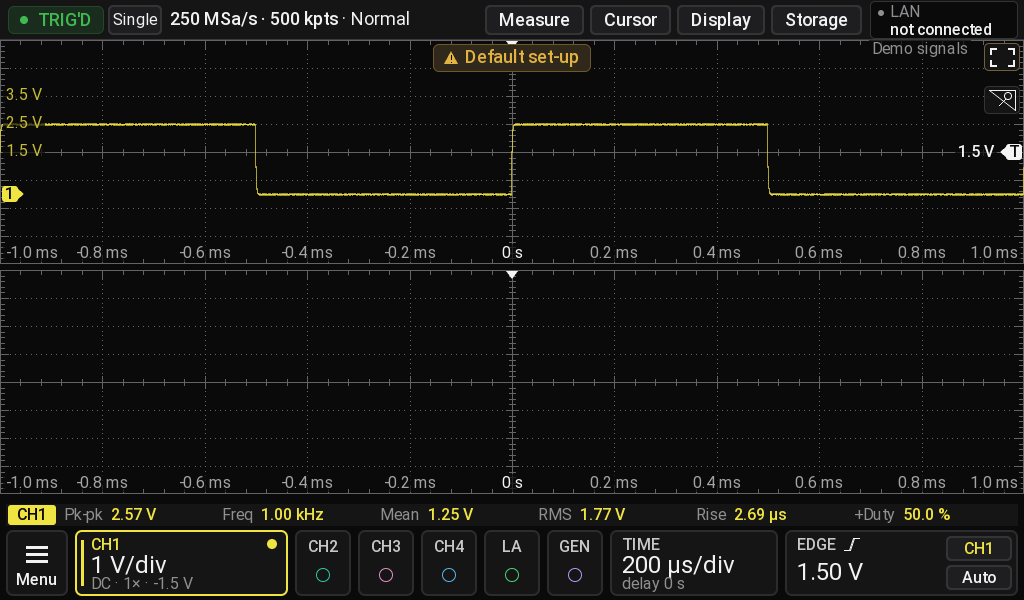 TRIG'D Single 250 MSa/s · 500 kpts · Normal Measure Cursor Display Storage LAN
not connected
Demo signals
Default set-up
3.5 V
2.5 V
1.5 V
1.5 V T
1
-1.0 ms -0.8 ms -0.6 ms -0.4 ms -0.2 ms 0 s 0.2 ms 0.4 ms 0.6 ms 0.8 ms 1.0 ms
-1.0 ms -0.8 ms -0.6 ms -0.4 ms -0.2 ms 0 s 0.2 ms 0.4 ms 0.6 ms 0.8 ms 1.0 ms
CH1 Pk-pk 2.57 V Freq 1.00 kHz Mean 1.25 V RMS 1.77 V Rise 2.69 µs +Duty 50.0 %
Menu
CH1
1 V/div
DC · 1× · -1.5 V
CH2
CH3
CH4
LA
GEN
TIME
200 µs/div
delay 0 s
EDGE
1.50 V
CH1
Auto